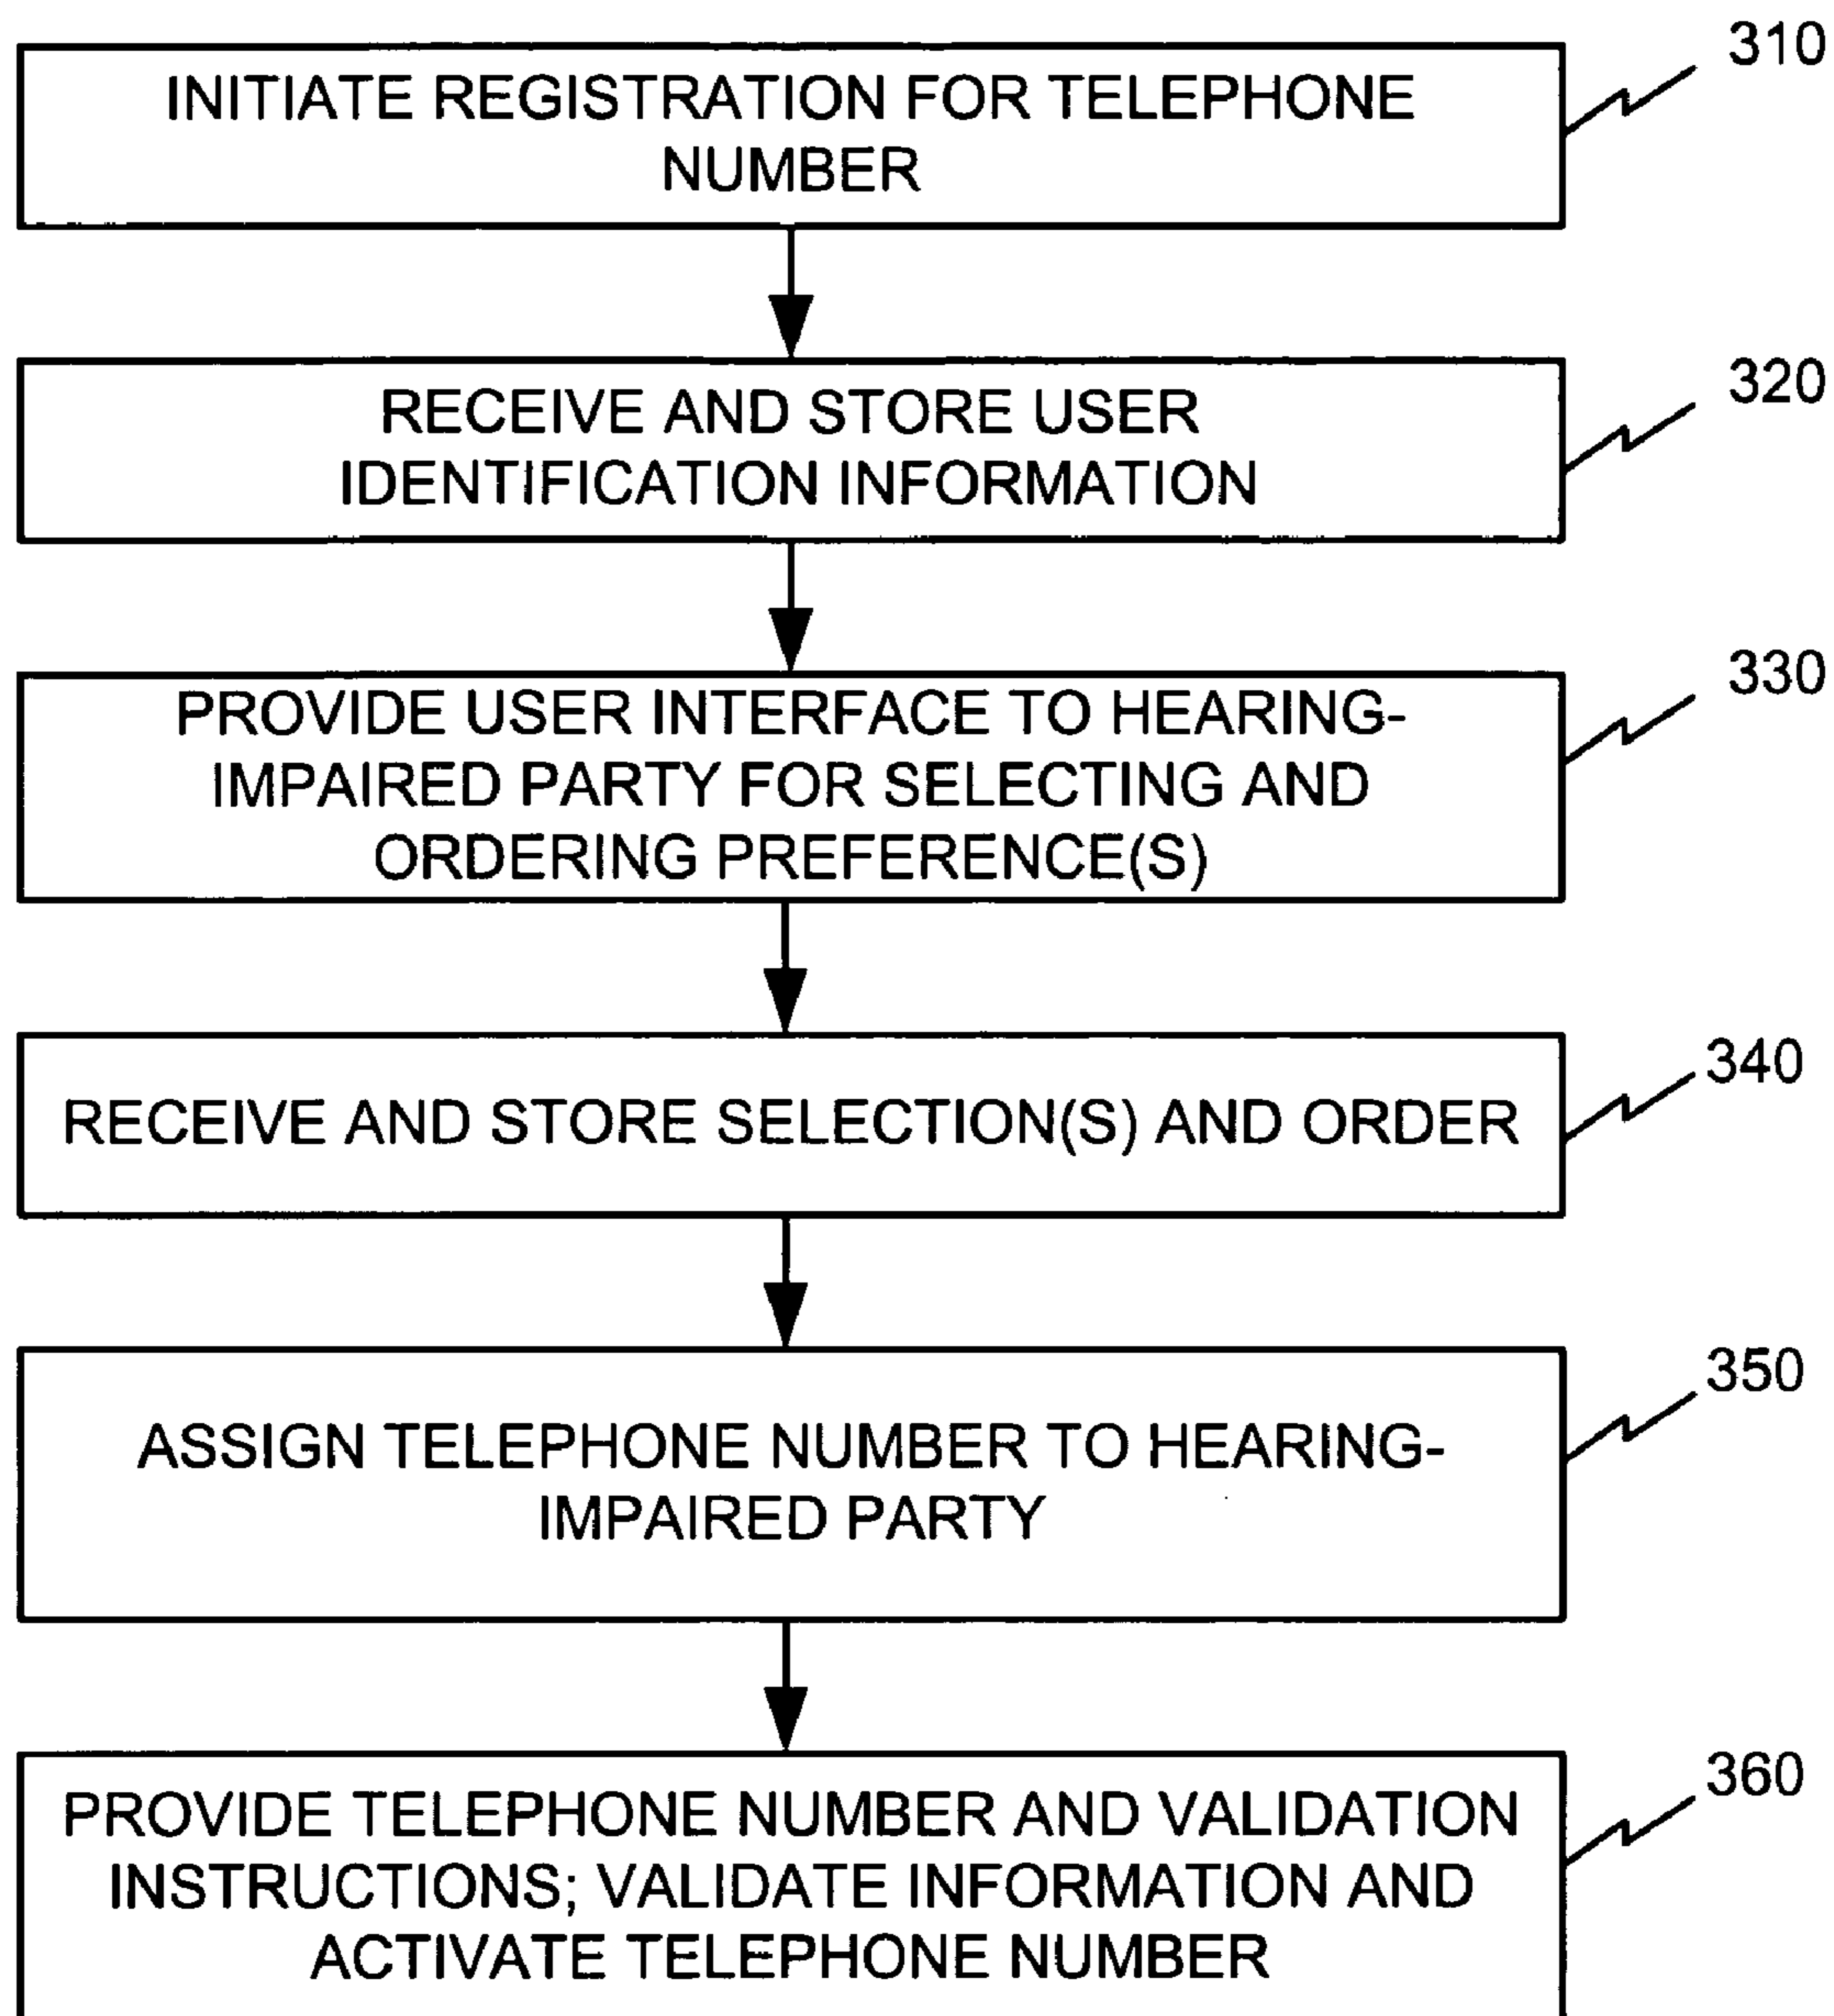 310
INITIATE REGISTRATION FOR TELEPHONE
NUMBER
320
RECEIVE AND STORE USER
IDENTIFICATION INFORMATION
330
PROVIDE USER INTERFACE TO HEARING-
IMPAIRED PARTY FOR SELECTING AND
ORDERING PREFERENCE(S)
340
RECEIVE AND STORE SELECTION(S) AND ORDER
350
ASSIGN TELEPHONE NUMBER TO HEARING-
IMPAIRED PARTY
360
PROVIDE TELEPHONE NUMBER AND VALIDATION
INSTRUCTIONS; VALIDATE INFORMATION AND
ACTIVATE TELEPHONE NUMBER